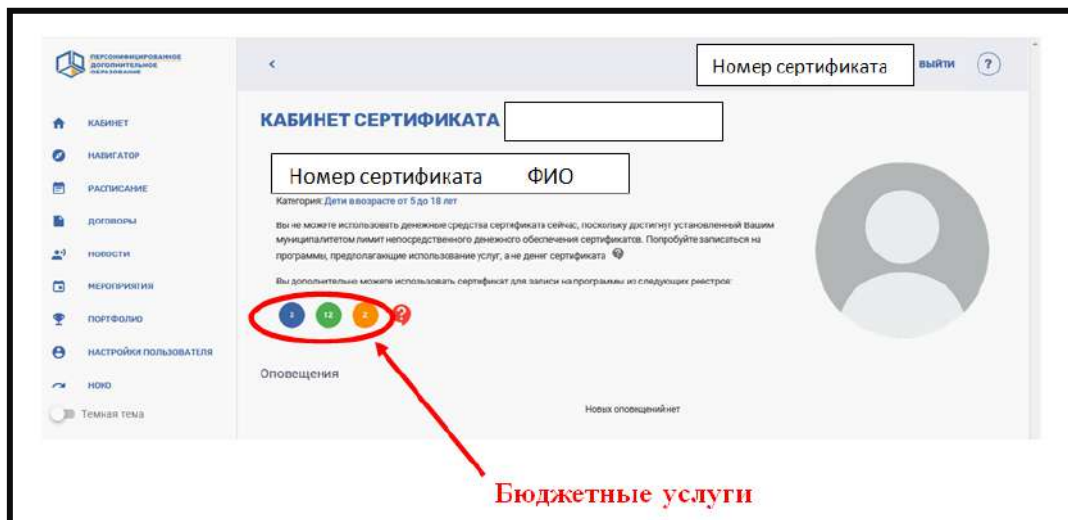 ПЕРСОНИФИЦИРОВАННОЕ
ДОПОЛНИТЕЛЬНОЕ
ОБРАЗОВАНИЕ
Номер сертификата
ВЫЙТИ ?
КАБИНЕТ
НАВИГАТОР
РАСПИСАНИЕ
ДОГОВОРЫ
НОВОСТИ
МЕРОПРИЯТИЯ
ПОРТФОЛИО
НАСТРОЙКИ ПОЛЬЗОВАТЕЛЯ
НОКО
Темная тема
КАБИНЕТ СЕРТИФИКАТА
Номер сертификата ФИО
Категория: Дети в возрасте от 5 до 18 лет
Вы не можете использовать денежные средства сертификата сейчас, поскольку достигнут установленный Вашим
муниципалитетом лимит непосредственного денежного обеспечения сертификатов. Попробуйте записаться на
программы, предполагающие использование услуг, а не денег сертификата ?
Вы дополнительно можете использовать сертификат для записи на программы из следующих реестров:
12 2 ?
Оповещения
Новых оповещений нет
Бюджетные услуги